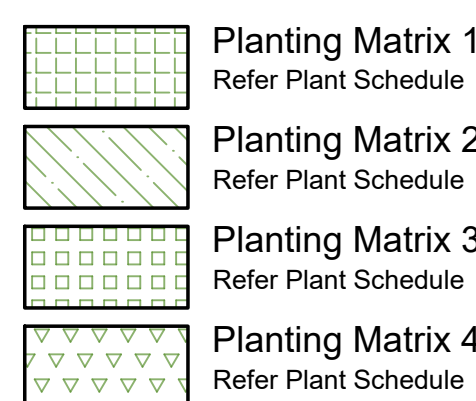 Planting Matrix 1
Refer Plant Schedule
Planting Matrix 2
Refer Plant Schedule
Planting Matrix 3
Refer Plant Schedule
Planting Matrix 4
Refer Plant Schedule